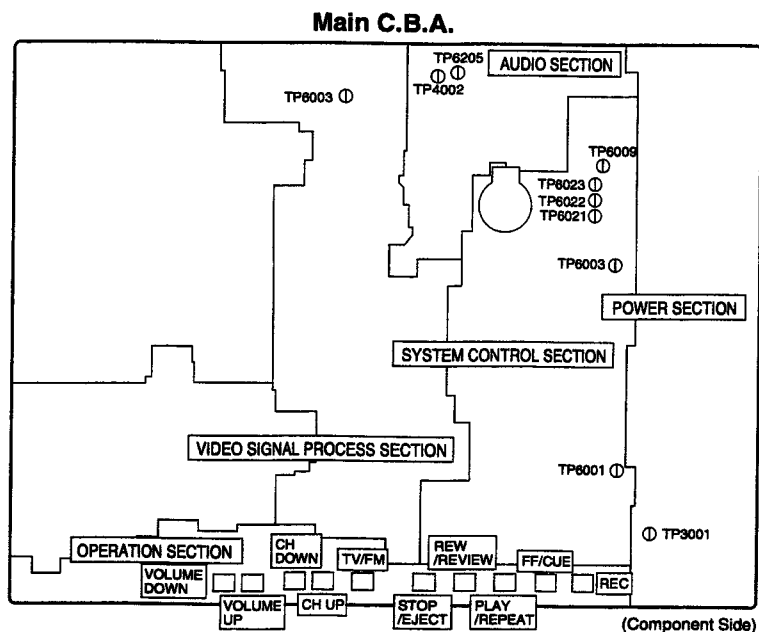 Main C.B.A.
TP6205
AUDIO SECTION
TP4002
TP6003
TP6009
TP6023
TP6022
TP6021
TP6003
POWER SECTION
SYSTEM CONTROL SECTION
VIDEO SIGNAL PROCESS SECTION
TP6001
TP3001
OPERATION SECTION
CH
DOWN
TV/FM
REW
/REVIEW
FF/CUE
VOLUME
DOWN
REC
VOLUME
UP
CH UP
STOP
/EJECT
PLAY
/REPEAT
(Component Side)